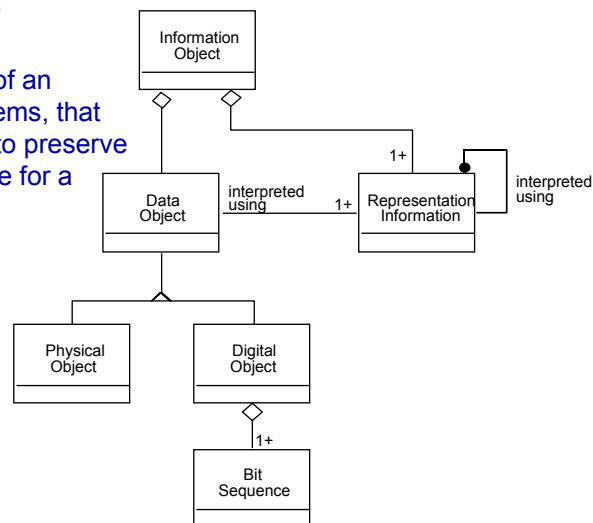 of an
ems, that
to preserve
e for a
Information
Object
1+
Data
Object
interpreted
using
1+
Representation
Information
interpreted
using
Physical
Object
Digital
Object
1+
Bit
Sequence